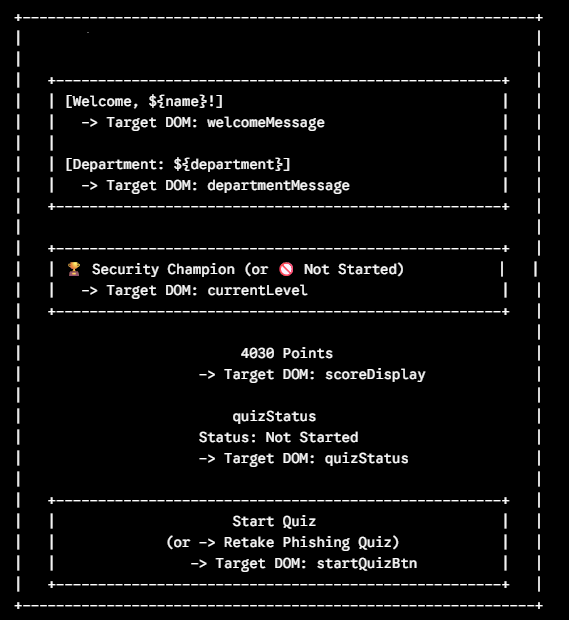 [Welcome, ${name}!]
-> Target DOM: welcomeMessage
[Department: ${department}]
-> Target DOM: departmentMessage
🏆 Security Champion (or 🚫 Not Started)
-> Target DOM: currentLevel
4030 Points
-> Target DOM: scoreDisplay
quizStatus
Status: Not Started
-> Target DOM: quizStatus
Start Quiz
(or -> Retake Phishing Quiz)
-> Target DOM: startQuizBtn